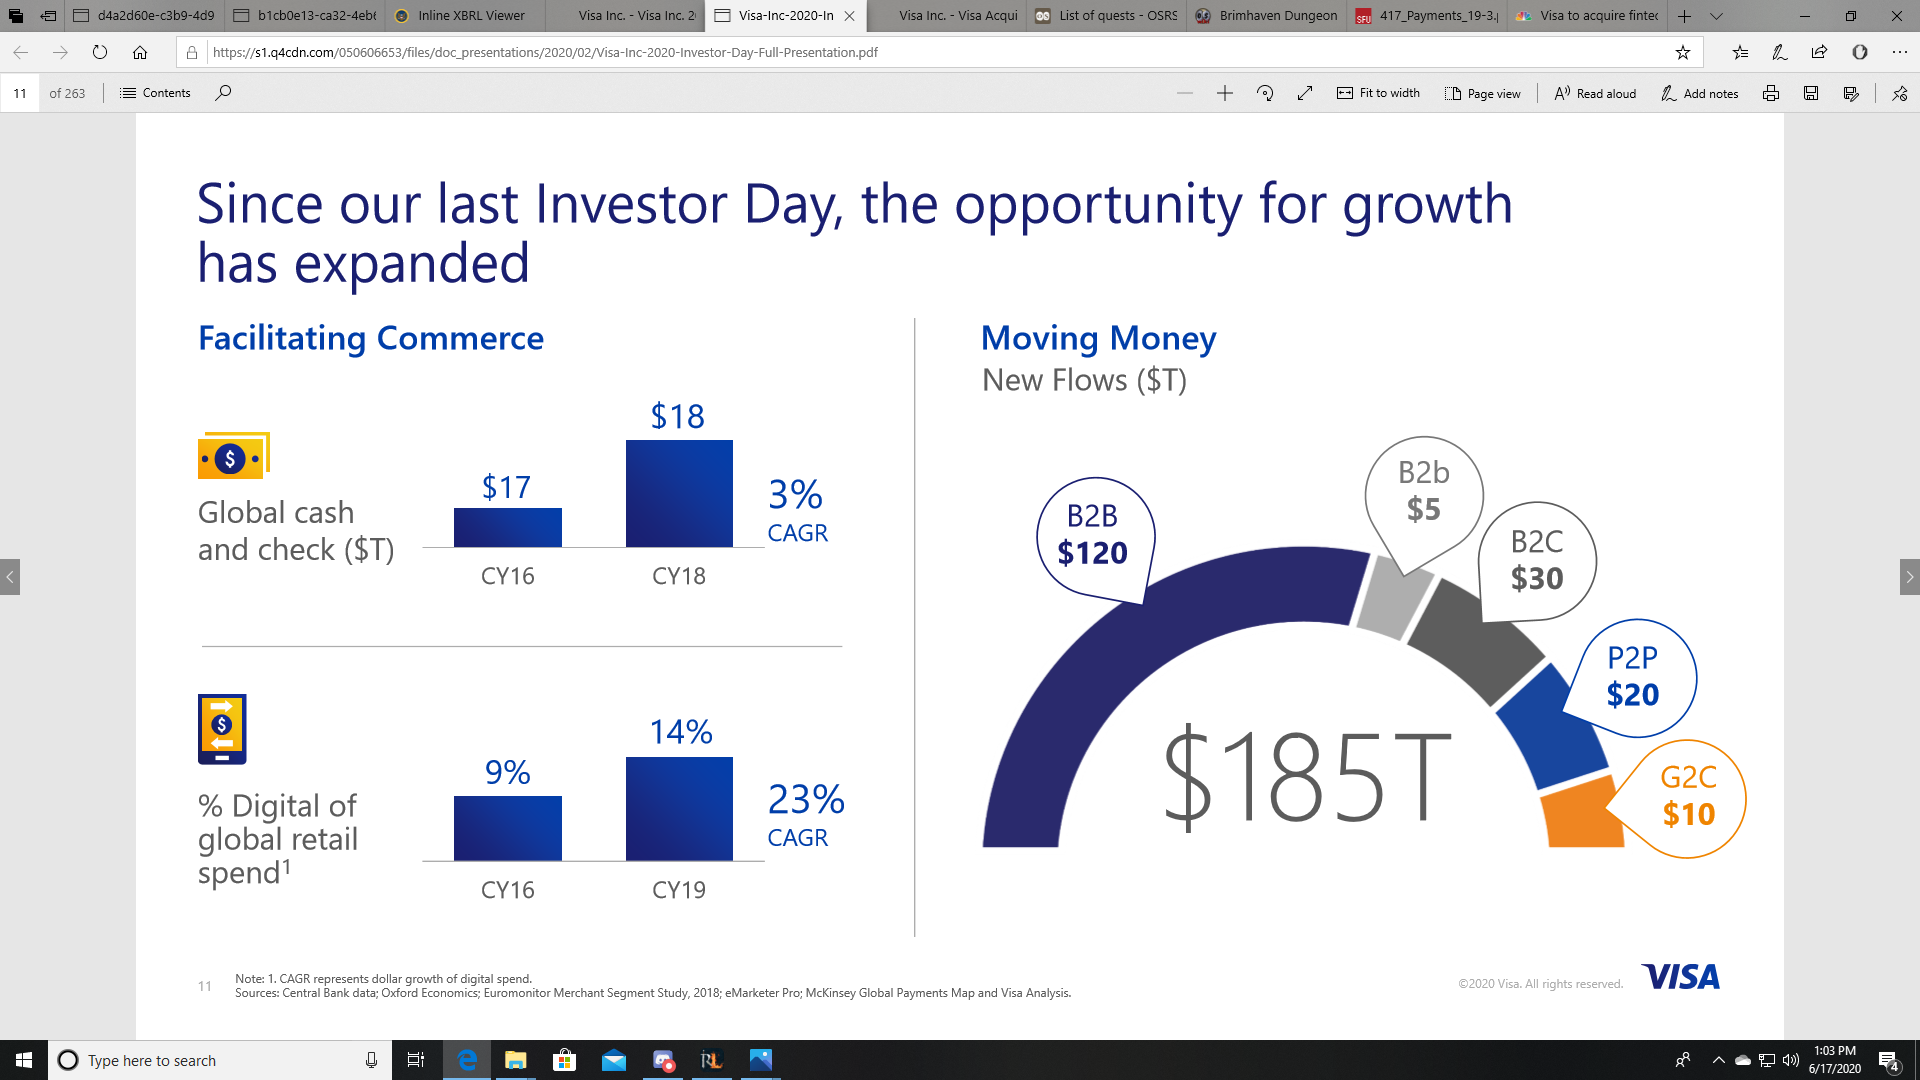 d4a2d60e-c3b9-4d9
b1cb0e13-ca32-4eb6
Inline XBRL Viewer
Visa Inc. - Visa Inc. 2
Visa-Inc-2020-In
Visa Inc. - Visa Acqui
List of quests - OSRS
Brimhaven Dungeon
SFU
417_Payments_19-3.
Visa to acquire fintec
https://s1.q4cdn.com/050606653/files/doc_presentations/2020/02/Visa-Inc-2020-Investor-Day-Full-Presentation.pdf
11 of 263
Contents
Fit to width
Page view
Read aloud
Add notes
Since our last Investor Day, the opportunity for growth
has expanded
Facilitating Commerce
$
Global cash
and check ($T)
$17
$18
CY16
CY18
3%
CAGR
$
% Digital of
global retail
spend1
9%
14%
CY16
CY19
23%
CAGR
Moving Money
New Flows ($T)
B2B
$120
B2b
$5
B2C
$30
P2P
$20
G2C
$10
$185T
11
Note: 1. CAGR represents dollar growth of digital spend.
Sources: Central Bank data; Oxford Economics; Euromonitor Merchant Segment Study, 2018; eMarketer Pro; McKinsey Global Payments Map and Visa Analysis.
©2020 Visa. All rights reserved.
VISA
Type here to search
1:03 PM
6/17/2020
4